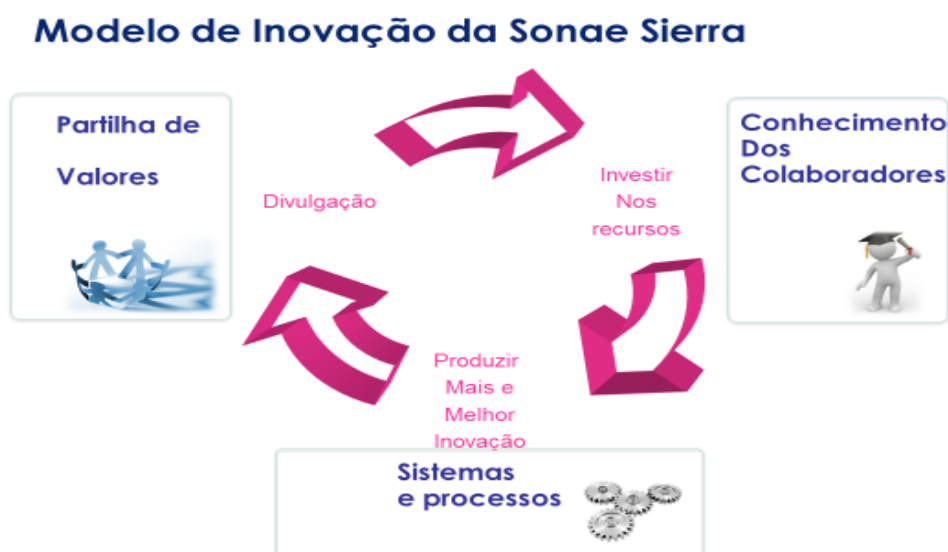 Modelo de Inovação da Sonae Sierra
Partilha de
Valores
Divulgação
Investir
Nos
recursos
Conhecimento
Dos
Colaboradores
Produzir
Mais e
Melhor
Inovação
Sistemas
e processos